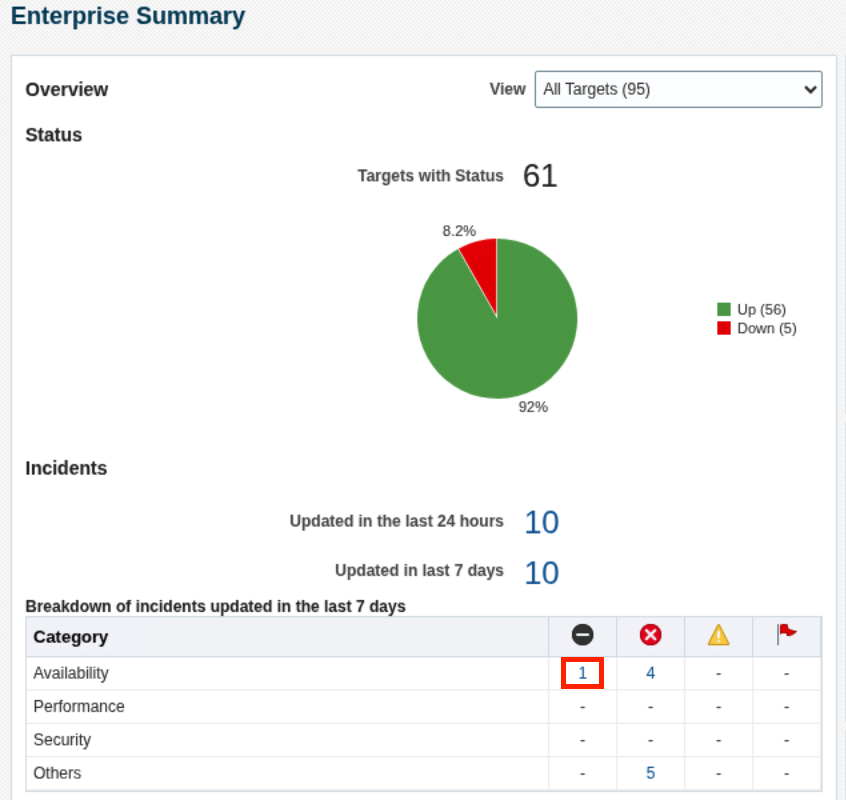 Enterprise Summary
Overview
View All Targets (95)
Status
Targets with Status 61
8.2%
Up (56)
Down (5)
92%
Incidents
Updated in the last 24 hours 10
Updated in last 7 days 10
Breakdown of incidents updated in the last 7 days
Category
Availability 1 4 - -
Performance - - - -
Security - - - -
Others - 5 - -